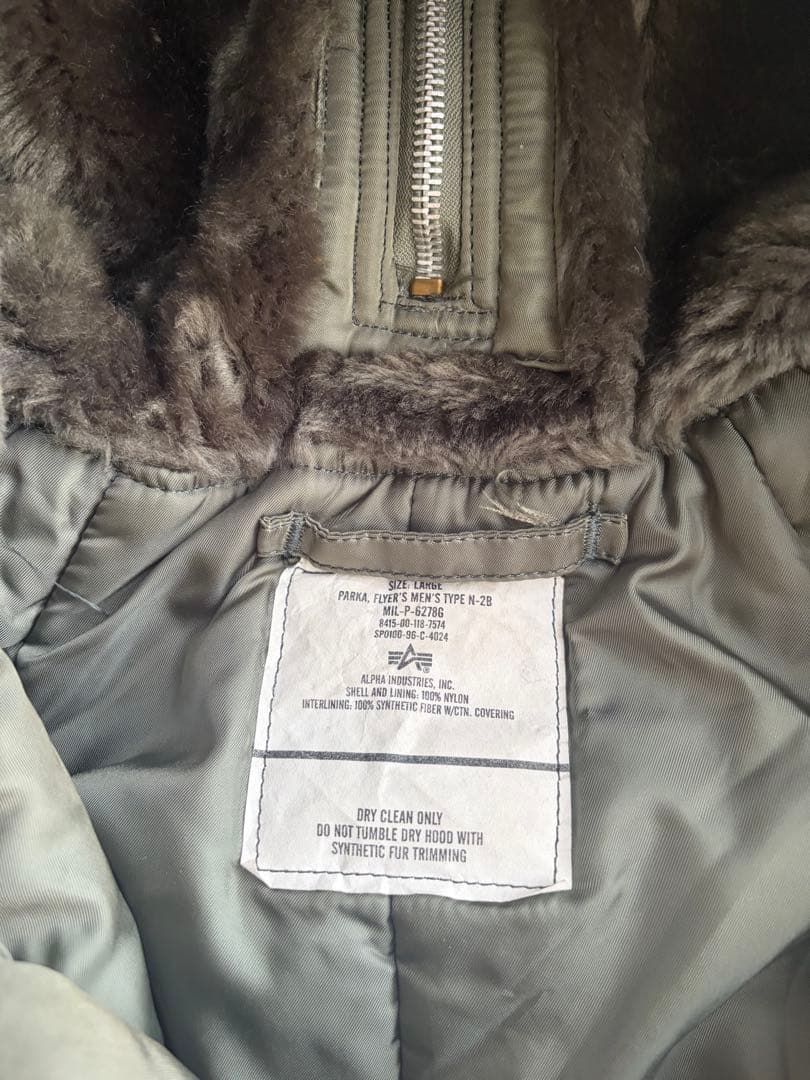 SIZE: LARGE
PARKA, FLYER'S MEN'S TYPE N-2B
MIL-P-6278G
8415-00-118-7574
SPO100-96-C-4024
®
ALPHA INDUSTRIES, INC.
SHELL AND LINING: 100% NYLON
INTERLINING: 100% SYNTHETIC FIBER W/CTN. COVERING
DRY CLEAN ONLY
DO NOT TUMBLE DRY HOOD WITH
SYNTHETIC FUR TRIMMING